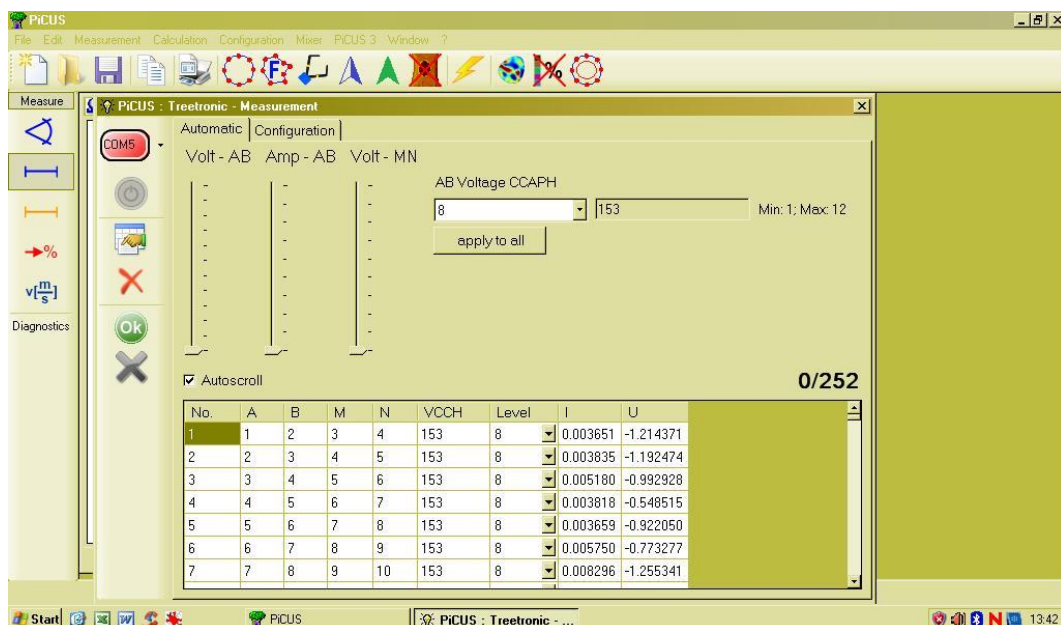 PiCUS
File Edit Measurement Calculation Configuration Mixer PiCUS 3 Window ?
F %
Measure
PiCUS : Treetronic - Measurement
COM5
Automatic Configuration
Volt - AB Amp - AB Volt - MN
AB Voltage CCAPH
8 153 Min: 1; Max: 12
apply to all
%
v[m/s]
Diagnostics
Ok
Autoscroll
0/252
No. A B M N VCCH Level I U
1 1 2 3 4 153 8 0.003651 -1.214371
2 2 3 4 5 153 8 0.003835 -1.192474
3 3 4 5 6 153 8 0.005180 -0.992928
4 4 5 6 7 153 8 0.003818 -0.548515
5 5 6 7 8 153 8 0.003659 -0.922050
6 6 7 8 9 153 8 0.005750 -0.773277
7 7 8 9 10 153 8 0.008296 -1.255341
Start PiCUS PiCUS : Treetronic - ... N 13:42